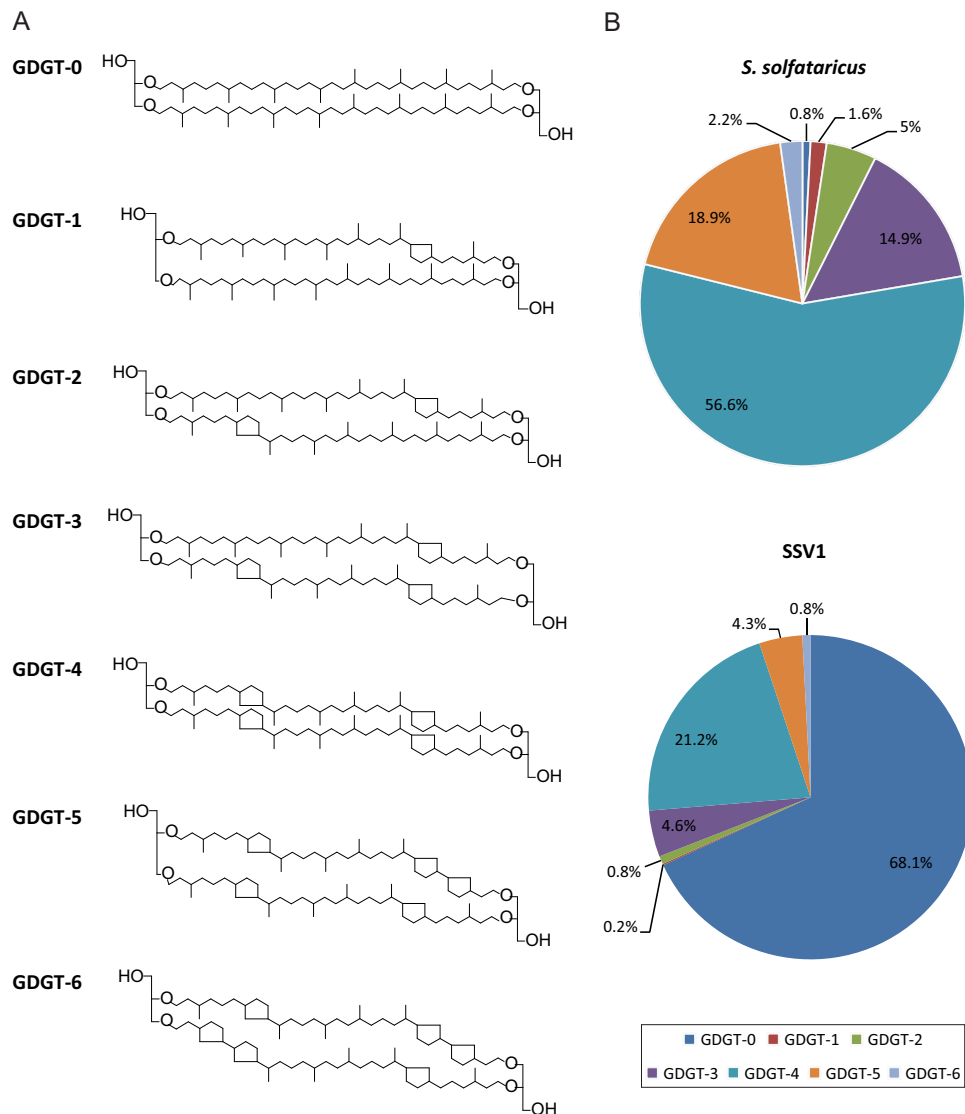 A
GDGT-0
HO
O
O
O
O
OH
GDGT-1
HO
O
O
O
O
OH
GDGT-2
HO
O
O
O
O
OH
GDGT-3
HO
O
O
O
O
OH
GDGT-4
HO
O
O
O
O
OH
GDGT-5
HO
O
O
O
O
OH
GDGT-6
HO
O
O
O
O
OH
B
S. solfataricus
2.2% 0.8% 1.6% 5%
18.9% 14.9%
56.6%
SSV1
4.3% 0.8%
21.2%
4.6%
68.1%
0.8%
0.2%
GDGT-0 GDGT-1 GDGT-2
GDGT-3 GDGT-4 GDGT-5 GDGT-6